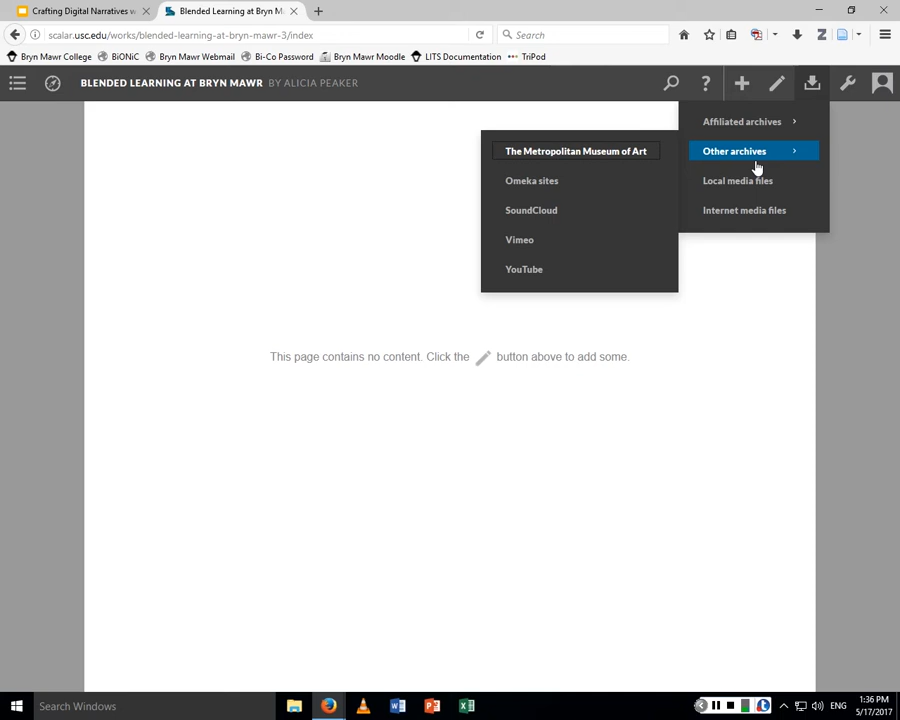 Crafting Digital Narratives w
Blended Learning at Bryn M
scalar.usc.edu/works/blended-learning-at-bryn-mawr-3/index
Search
Bryn Mawr College
BiONiC
Bryn Mawr Webmail
Bi-Co Password
Bryn Mawr Moodle
LITS Documentation
TriPod
BLENDED LEARNING AT BRYN MAWR BY ALICIA PEAKER
Affiliated archives
Other archives
Local media files
Internet media files
The Metropolitan Museum of Art
Omeka sites
SoundCloud
Vimeo
YouTube
This page contains no content. Click the button above to add some.
Search Windows
ENG
1:36 PM
5/17/2017